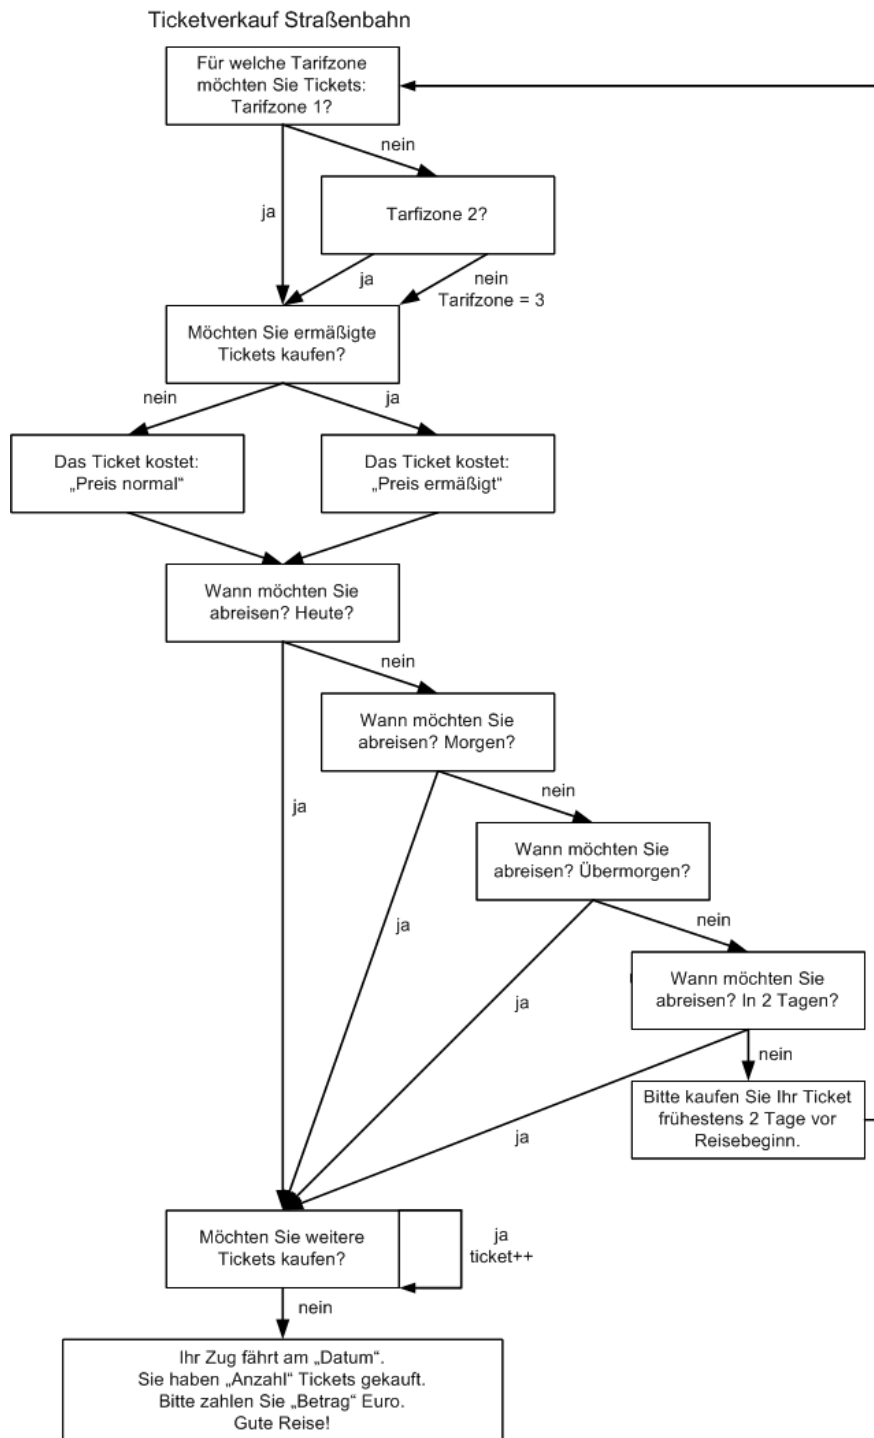 Ticketverkauf Straßenbahn
Für welche Tarifzone
möchten Sie Tickets:
Tarifzone 1?
nein
ja
Tarfizone 2?
ja
nein
Tarifzone = 3
Möchten Sie ermäßigte
Tickets kaufen?
nein
ja
Das Ticket kostet:
„Preis normal“
Das Ticket kostet:
„Preis ermäßigt“
Wann möchten Sie
abreisen? Heute?
nein
ja
Wann möchten Sie
abreisen? Morgen?
nein
ja
Wann möchten Sie
abreisen? Übermorgen?
nein
ja
Wann möchten Sie
abreisen? In 2 Tagen?
nein
ja
Bitte kaufen Sie Ihr Ticket
frühestens 2 Tage vor
Reisebeginn.
Möchten Sie weitere
Tickets kaufen?
ja
ticket++
nein
Ihr Zug fährt am „Datum“.
Sie haben „Anzahl“ Tickets gekauft.
Bitte zahlen Sie „Betrag“ Euro.
Gute Reise!